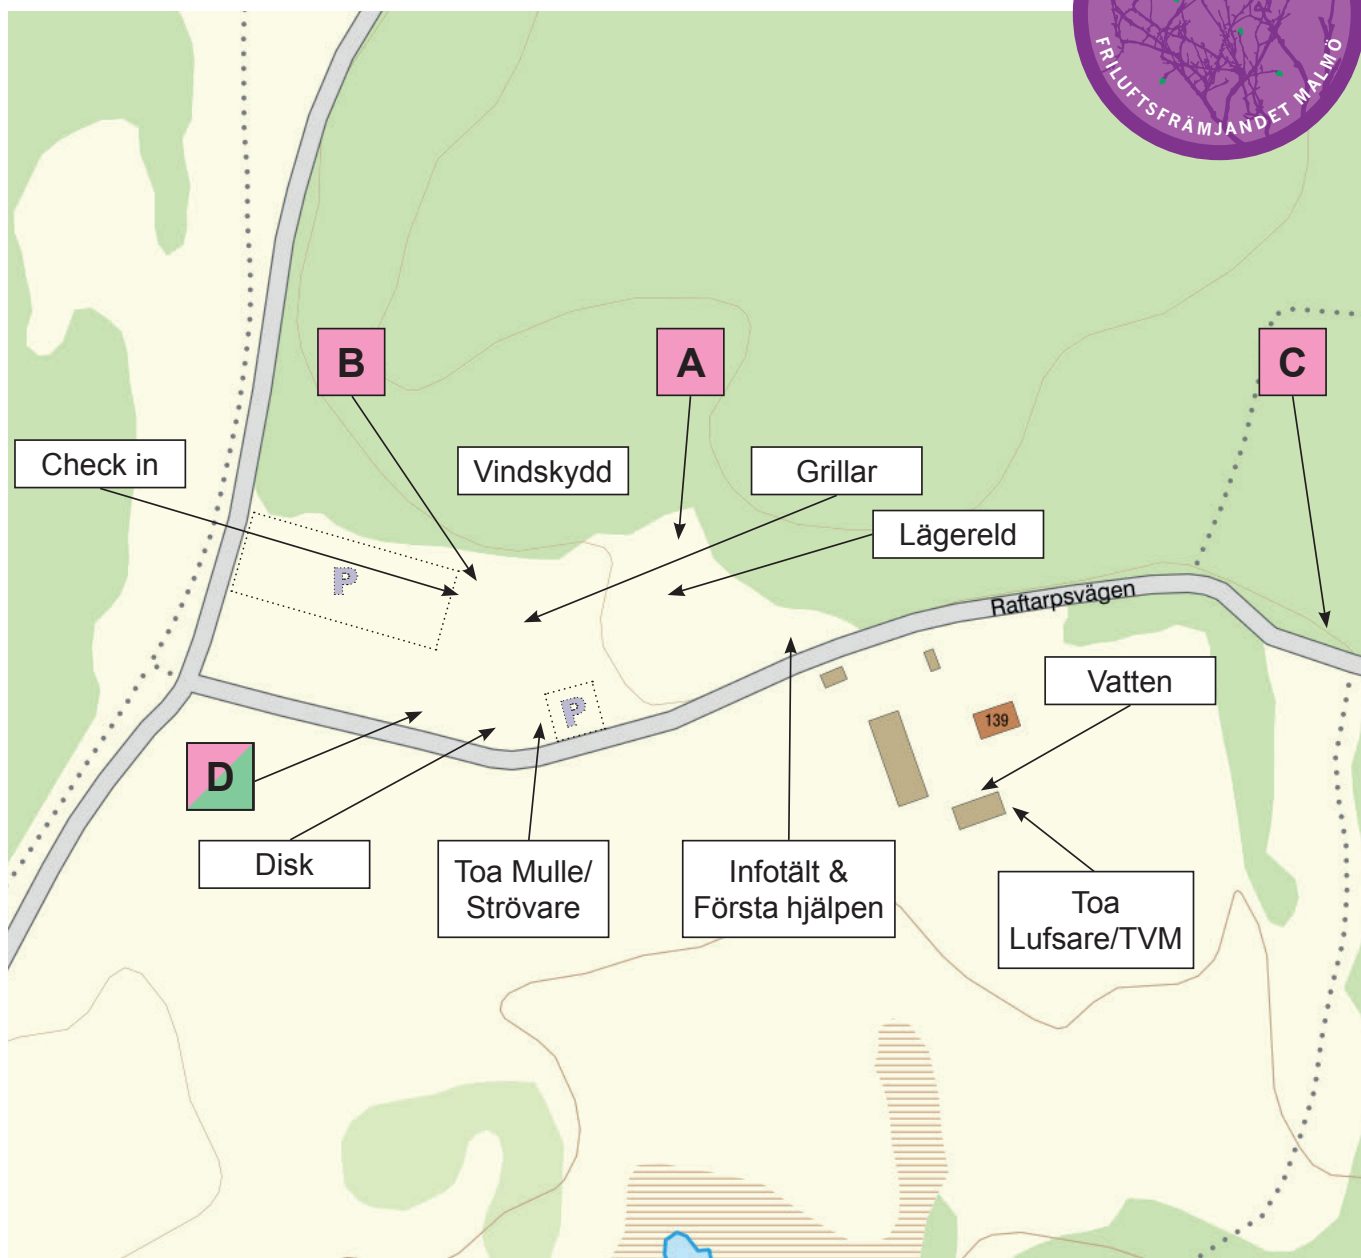 FRILUFTSFRÄMJANDET MALMÖ
B
A
C
Check in
Vindskydd
Grillar
Lägereld
P
Raftarpsvägen
Vatten
P
139
D
Disk
Toa Mulle/
Strövare
Infotält &
Första hjälpen
Toa
Lufsare/TVM